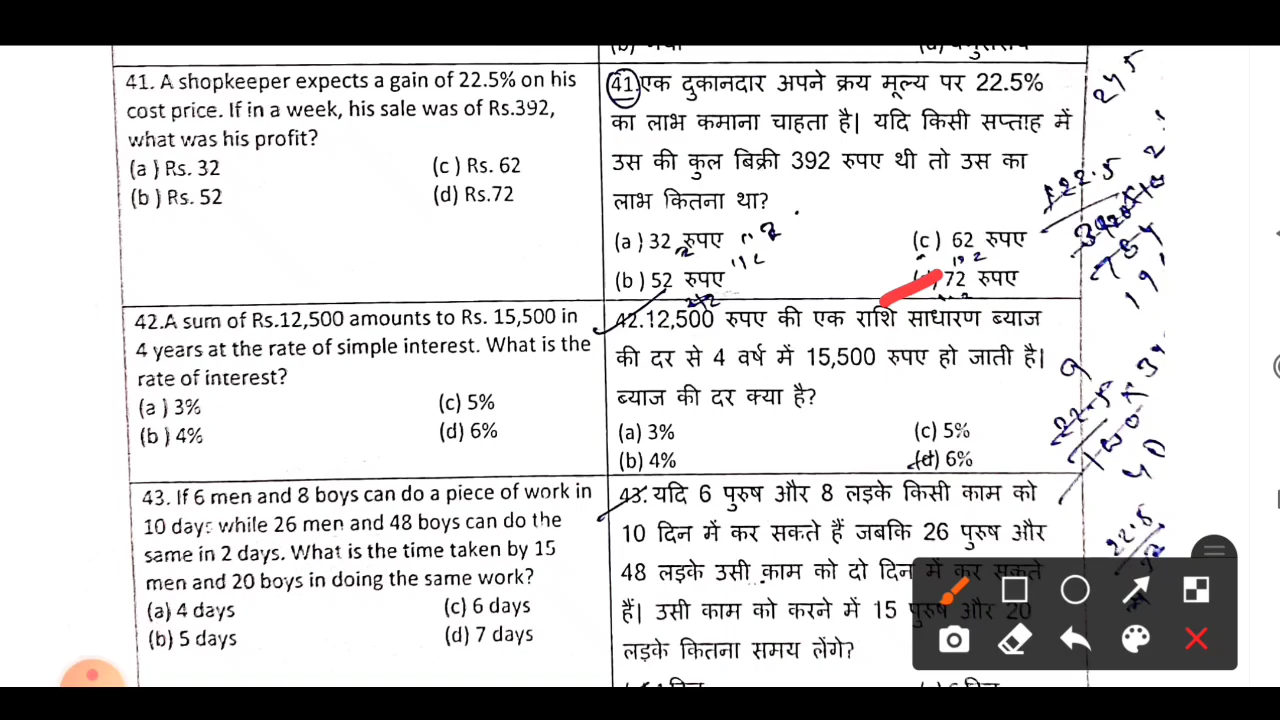 41. A shopkeeper expects a gain of 22.5% on his
cost price. If in a week, his sale was of Rs.392,
what was his profit?
(a ) Rs. 32 (c ) Rs. 62
(b ) Rs. 52 (d) Rs.72
42.A sum of Rs.12,500 amounts to Rs. 15,500 in
4 years at the rate of simple interest. What is the
rate of interest?
(a ) 3% (c) 5%
(b ) 4% (d) 6%
43. If 6 men and 8 boys can do a piece of work in
10 days while 26 men and 48 boys can do the
same in 2 days. What is the time taken by 15
men and 20 boys in doing the same work?
(a) 4 days (c) 6 days
(b) 5 days (d) 7 days
41.एक दुकानदार अपने क्रय मूल्य पर 22.5%
का लाभ कमाना चाहता है। यदि किसी सप्ताह में
उस की कुल बिक्री 392 रुपए थी तो उस का
लाभ कितना था?
(a ) 32 रुपए (c ) 62 रुपए
(b ) 52 रुपए 72 रुपए
42.12,500 रुपए की एक राशि साधारण ब्याज
की दर से 4 वर्ष में 15,500 रुपए हो जाती है।
ब्याज की दर क्या है?
(a) 3% (c) 5%
(b) 4% (d) 6%
43. यदि 6 पुरुष और 8 लड़के किसी काम को
10 दिन में कर सकते हैं जबकि 26 पुरुष और
48 लड़के उसी काम को दो दिन में कर सकते
हैं। उसी काम को करने में 15 पुरुष और 20
लड़के कितना समय लेंगे?
245
122.5
22.5